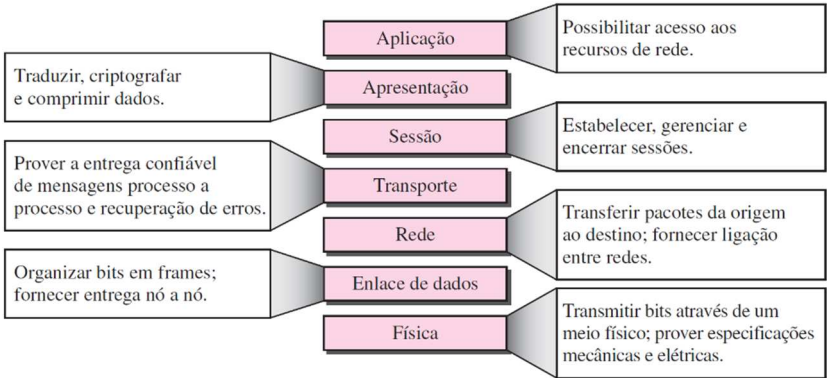 Aplicação
Possibilitar acesso aos
recursos de rede.
Traduzir, criptografar
e comprimir dados.
Apresentação
Sessão
Estabelecer, gerenciar e
encerrar sessões.
Prover a entrega confiável
de mensagens processo a
processo e recuperação de erros.
Transporte
Rede
Transferir pacotes da origem
ao destino; fornecer ligação
entre redes.
Organizar bits em frames;
fornecer entrega nó a nó.
Enlace de dados
Física
Transmitir bits através de um
meio físico; prover especificações
mecânicas e elétricas.